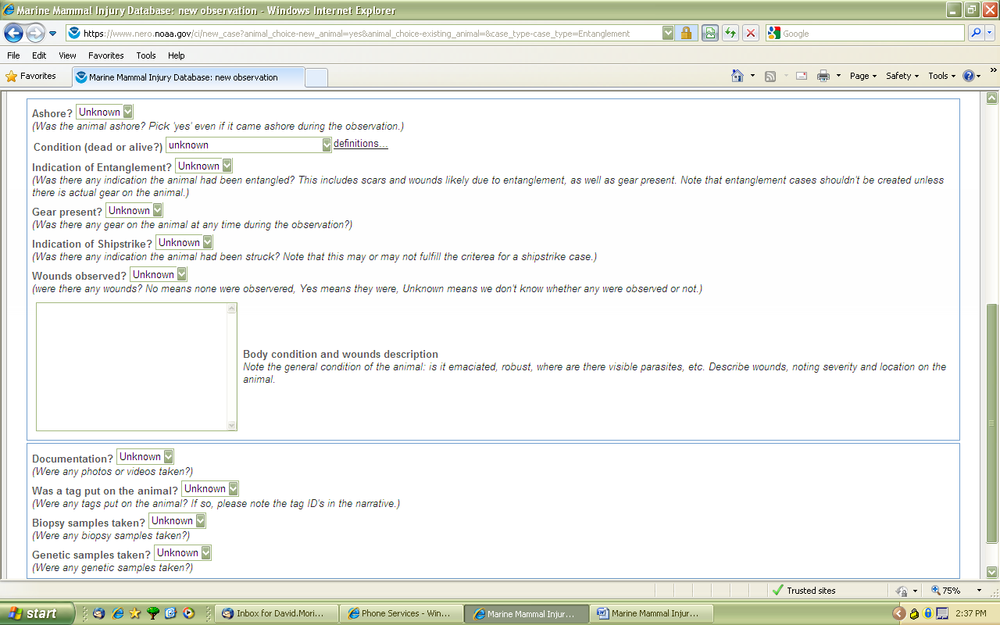 Marine Mammal Injury Database: new observation - Windows Internet Explorer
https://www.nero.noaa.gov/ci/new_case?animal_choice-new_animal=yes&animal_choice-existing_animal=&case_type-case_type=Entanglement
Google
File Edit View Favorites Tools Help
Favorites
Marine Mammal Injury Database: new observation
Page Safety Tools
Ashore? Unknown
(Was the animal ashore? Pick 'yes' even if it came ashore during the observation.)
Condition (dead or alive?) unknown definitions...
Indication of Entanglement? Unknown
(Was there any indication the animal had been entangled? This includes scars and wounds likely due to entanglement, as well as gear present. Note that entanglement cases shouldn't be created unless
there is actual gear on the animal.)
Gear present? Unknown
(Was there any gear on the animal at any time during the observation?)
Indication of Shipstrike? Unknown
(Was there any indication the animal had been struck? Note that this may or may not fulfill the criterea for a shipstrike case.)
Wounds observed? Unknown
(were there any wounds? No means none were observered, Yes means they were, Unknown means we don't know whether any were observed or not.)
Body condition and wounds description
Note the general condition of the animal: is it emaciated, robust, where are there visible parasites, etc. Describe wounds, noting severity and location on the
animal.
Documentation? Unknown
(Were any photos or videos taken?)
Was a tag put on the animal? Unknown
(Were any tags put on the animal? If so, please note the tag ID's in the narrative.)
Biopsy samples taken? Unknown
(Were any biopsy samples taken?)
Genetic samples taken? Unknown
(Were any genetic samples taken?)
Trusted sites
75%
start
Inbox for David.Mori...
Phone Services - Win...
Marine Mammal Injur...
Marine Mammal Injur...
2:37 PM